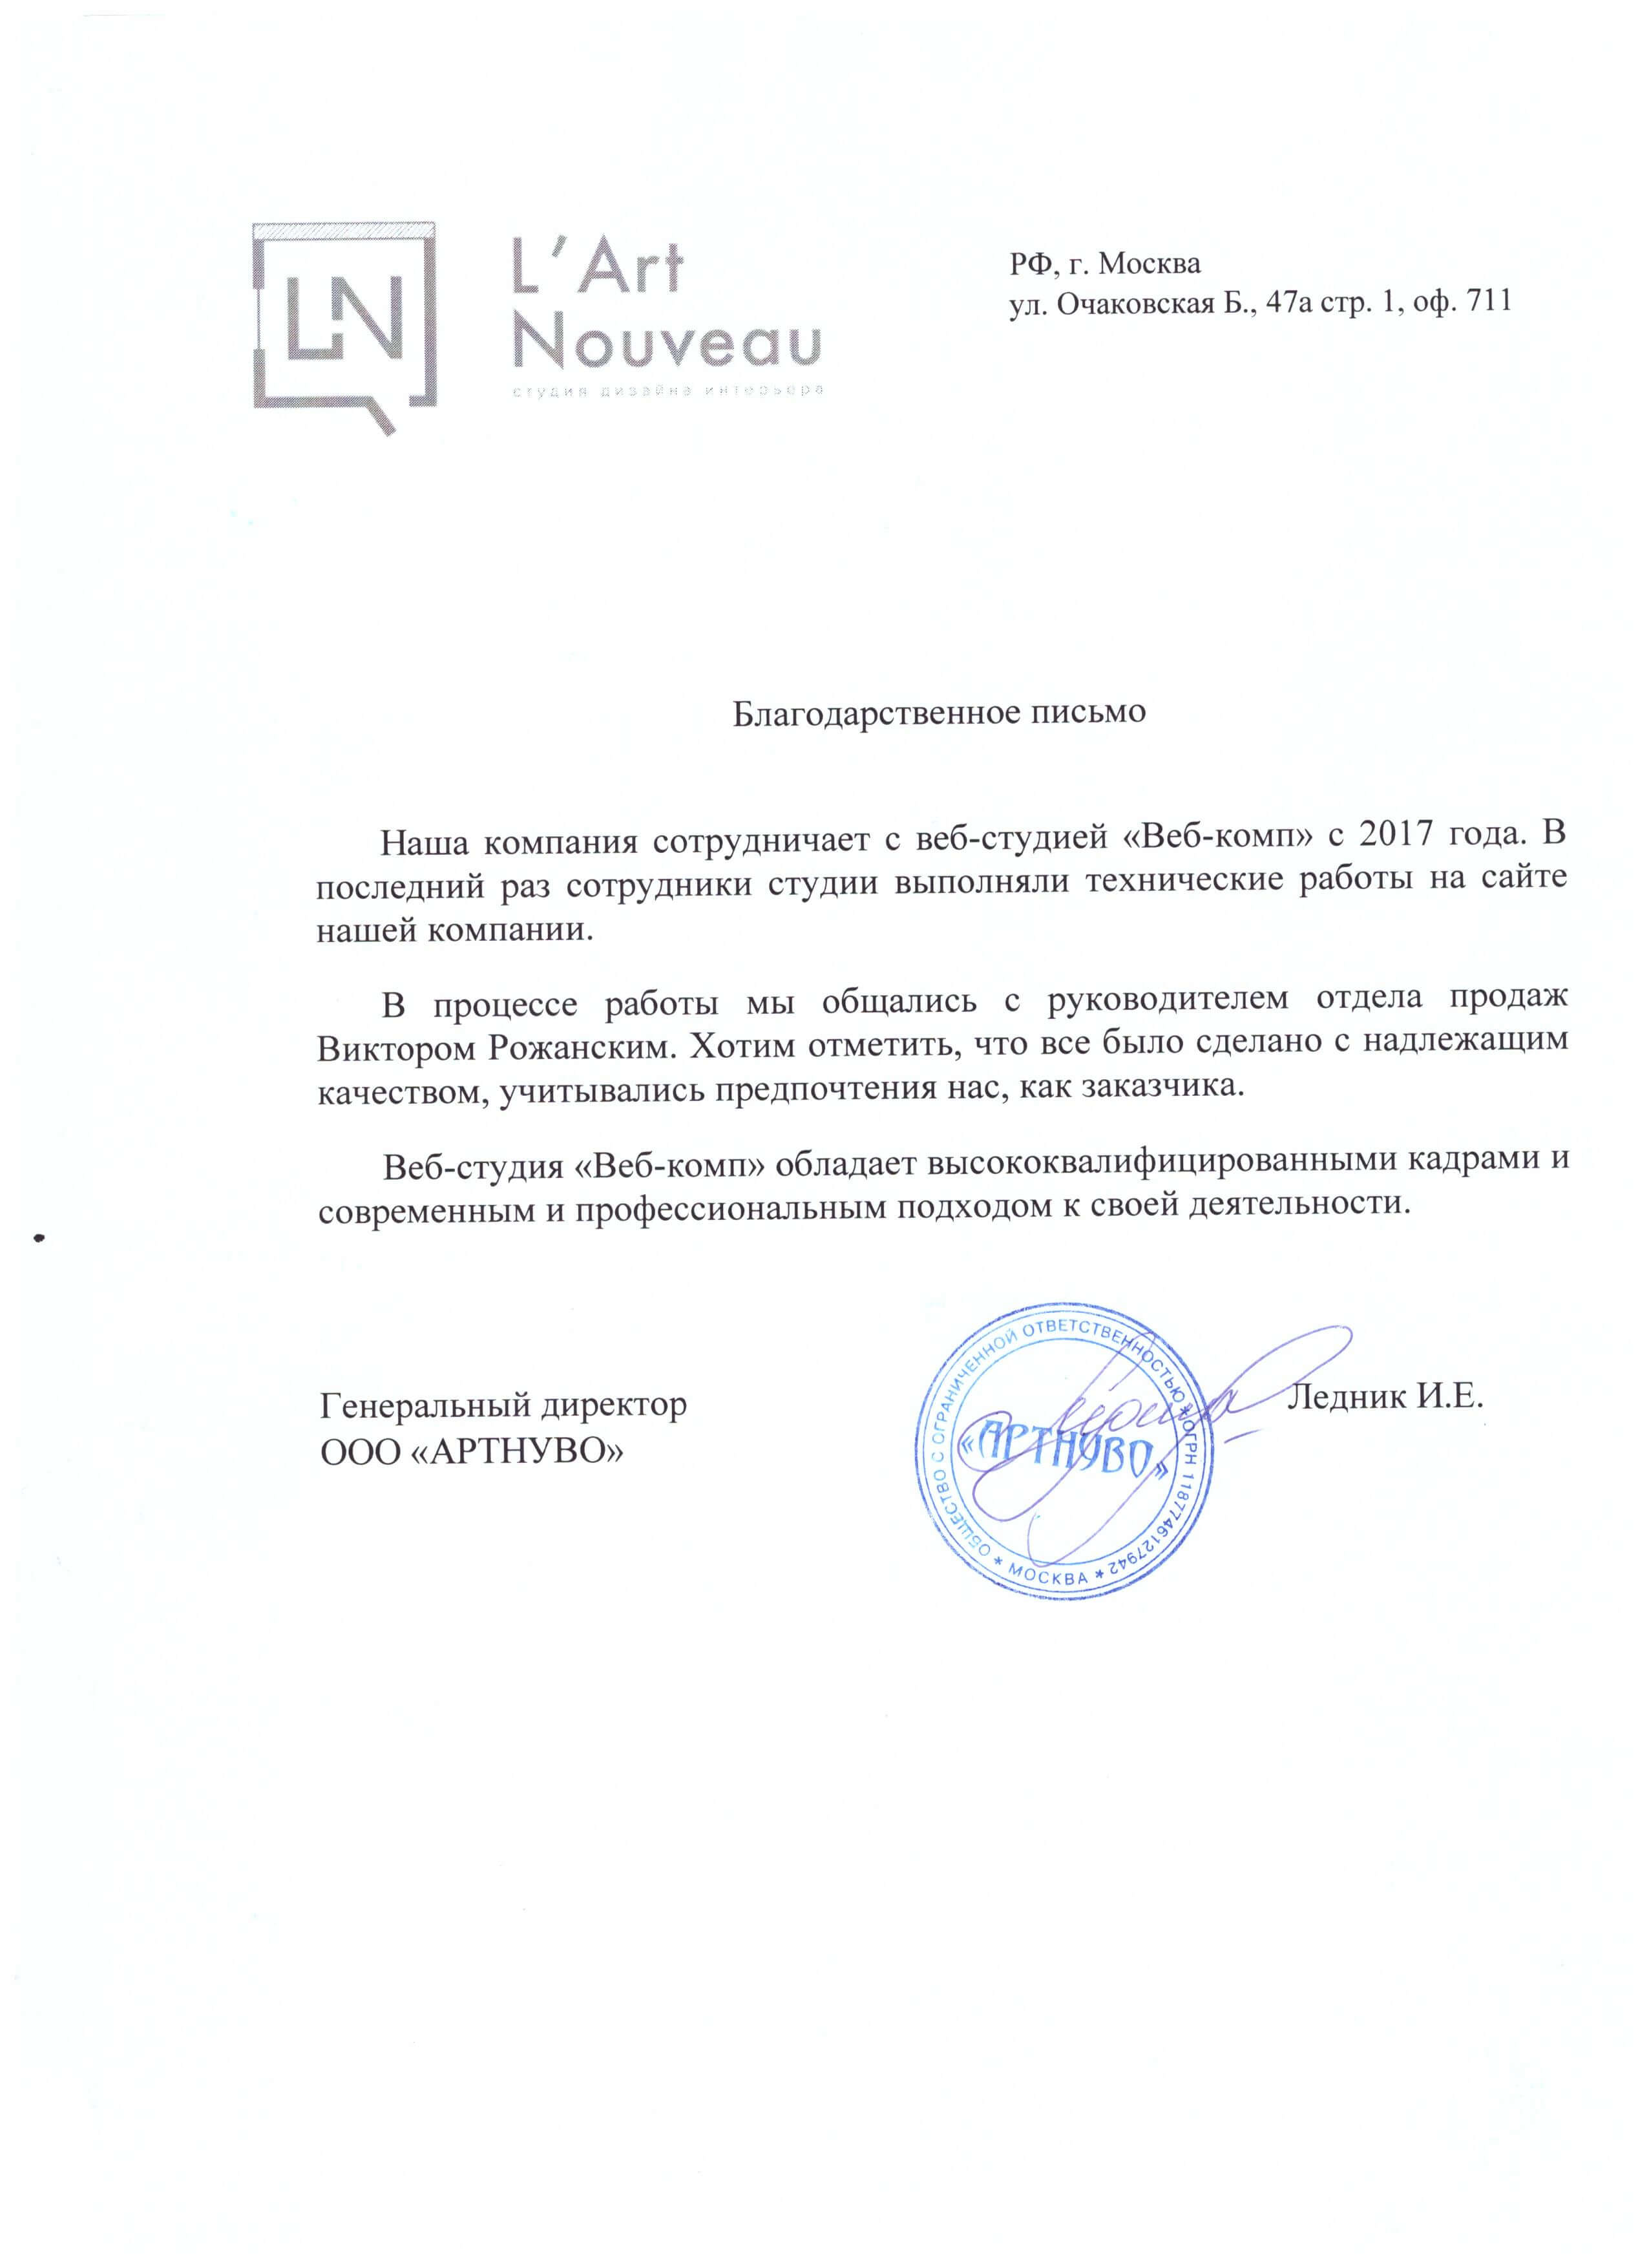 LN
L'Art
Nouveau
студия дизайна интерьера
РФ, г. Москва
ул. Очаковская Б., 47а стр. 1, оф. 711
Благодарственное письмо
Наша компания сотрудничает с веб-студией «Веб-комп» с 2017 года. В
последний раз сотрудники студии выполняли технические работы на сайте
нашей компании.
В процессе работы мы общались с руководителем отдела продаж
Виктором Рожанским. Хотим отметить, что все было сделано с надлежащим
качеством, учитывались предпочтения нас, как заказчика.
Веб-студия «Веб-комп» обладает высококвалифицированными кадрами и
современным и профессиональным подходом к своей деятельности.
Генеральный директор
ООО «АРТНУВО»
ОБЩЕСТВО С ОГРАНИЧЕННОЙ ОТВЕТСТВЕННОСТЬЮ * ОГРН 1187746127942 * МОСКВА *
«АРТНУВО»
Ледник И.Е.